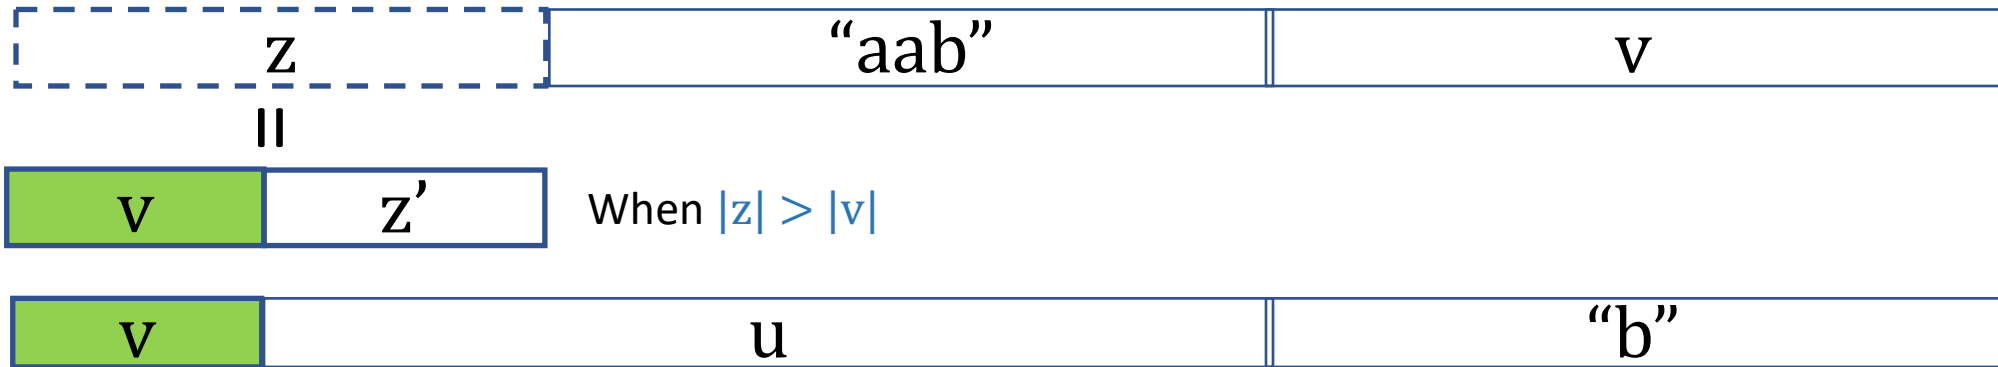 z “aab” v
=
v z’ When |z| > |v|
v u “b”